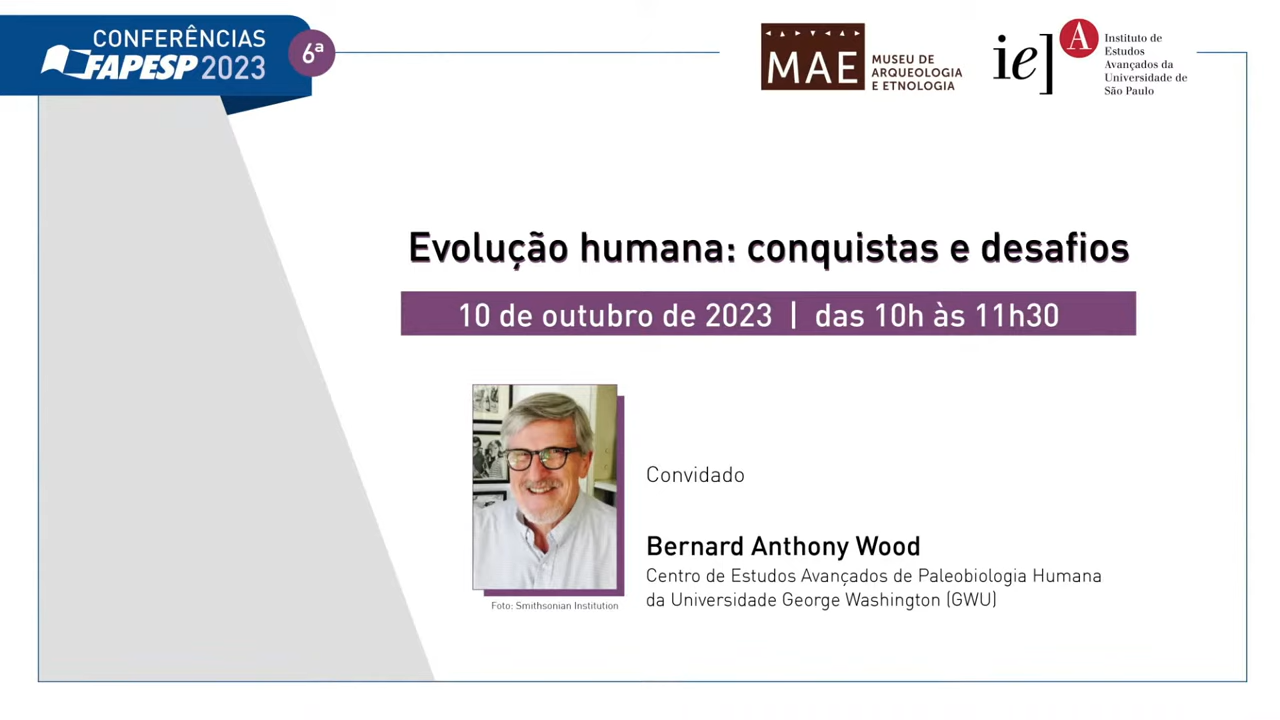 CONFERÊNCIAS
FAPESP 2023
6ª
MAE
MUSEU DE
ARQUEOLOGIA
E ETNOLOGIA
ie]
A
Instituto de
Estudos
Avançados da
Universidade de
São Paulo
Evolução humana: conquistas e desafios
10 de outubro de 2023 | das 10h às 11h30
Convidado
Bernard Anthony Wood
Centro de Estudos Avançados de Paleobiologia Humana
da Universidade George Washington (GWU)
Foto: Smithsonian Institution